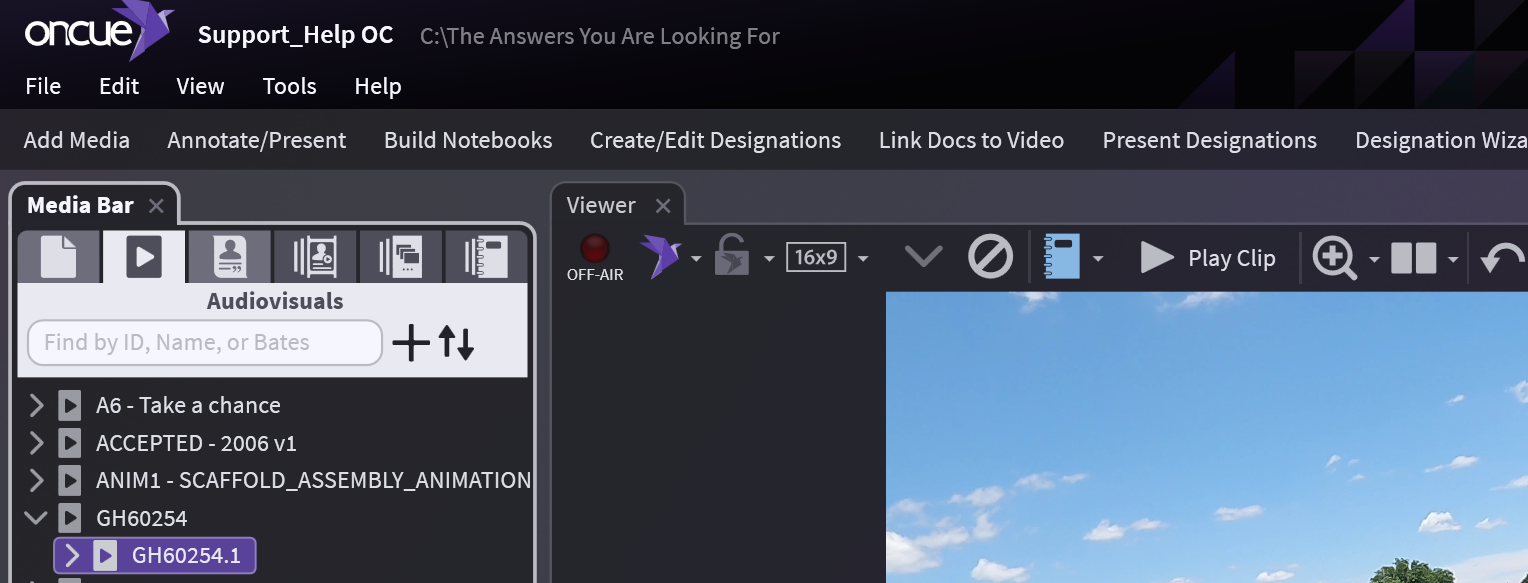 oncue Support_Help OC C:\The Answers You Are Looking For
File Edit View Tools Help
Add Media Annotate/Present Build Notebooks Create/Edit Designations Link Docs to Video Present Designations Designation Wiza
Media Bar
Viewer
OFF-AIR
16x9
Play Clip
Audiovisuals
Find by ID, Name, or Bates
A6 - Take a chance
ACCEPTED - 2006 v1
ANIM1 - SCAFFOLD_ASSEMBLY_ANIMATION
GH60254
GH60254.1